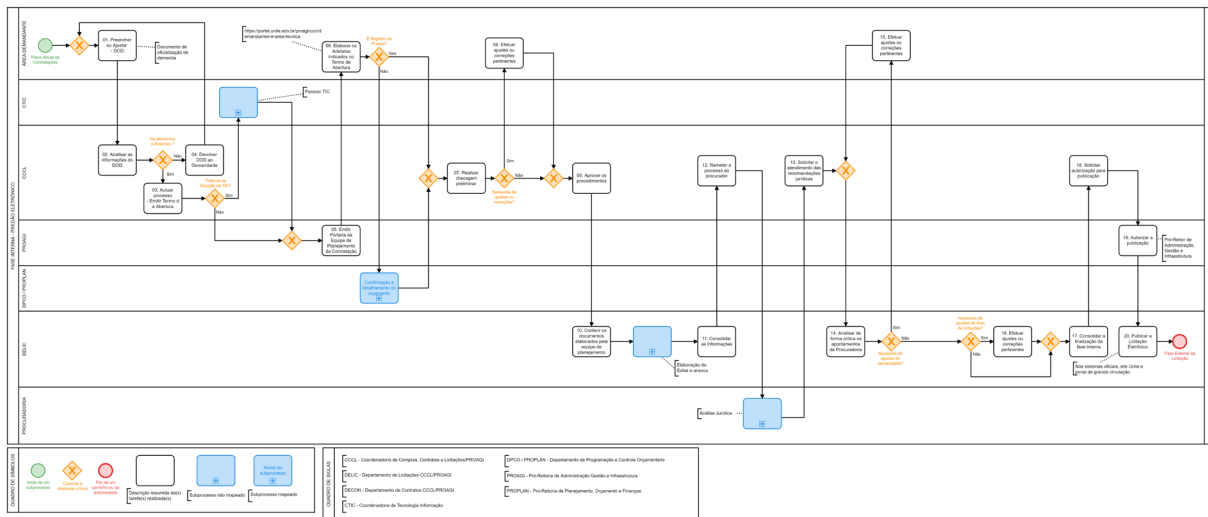 FASE INTERNA - PREGÃO ELETRÔNICO
ÁREA DEMANDANTE
Plano Anual de
Contratações
01. Preencher
ou Ajustar
- DOD
Documento de
oficialização de
demanda
https://portal.unila.edu.br/proagi/cccl/d
emandantes-e-area-tecnica
06. Elaborar os
Artefatos
indicados no
Termo de
Abertura
É Registro de
Preços?
Sim
Não
08. Efetuar
ajustes ou
correções
pertinentes
15. Efetuar
ajustes ou
correções
pertinentes
CTIC
Parecer TIC
CCCL
02. Analisar as
informações do
DOD
Há elementos
suficientes ?
Não
Sim
04. Devolver
DOD ao
Demandante
03. Autuar
processo
- Emitir Termo d
e Abertura
Trata-se de
Solução de TIC?
Sim
Não
07. Realizar
checagem
preliminar
Sim
Não
Necessita de
ajustes ou
correções?
09. Aprovar os
procedimentos
12. Remeter o
processo ao
procurador
13. Solicitar o
atendimento das
recomendações
jurídicas
18. Solicitar
autorização para
publicação
PROAGI
05. Emitir
Portaria da
Equipe de
Planejamento
da Contratação
19. Autorizar a
publicação
Pró-Reitor de
Administração,
Gestão e
Infraestrutura
DPCO / PROPLAN
Confirmação e
detalhamento do
orçamento
DELIC
10. Conferir os
documentos
elaborados pela
equipe de
planejamento
Elaboração do
Edital e anexos
11. Consolidar
as Informações
14. Analisar de
forma crítica os
apontamentos
da Procuradoria
Sim
Não
Necessita de
ajustes do
demandante?
Necessita de
ajustes da área
de licitações?
Sim
Não
16. Efetuar
ajustes ou
correções
pertinentes
17. Consolidar a
finalização da
fase interna
20. Publicar a
Licitação
Eletrônica
Nos sistemas oficiais, site Unila e
jornal de grande circulação
Fase Externa da
Licitação
PROCURADORIA
Análise Jurídica
QUADRO DE SÍMBOLOS
Início de um
subprocesso
Conecta e
direciona o fluxo
Fim de um
caminho ou do
subprocesso
Descrição resumida da(s)
tarefa(s) realizada(s)
Subprocesso não mapeado
Nome do
subprocesso
Subprocesso mapeado
QUADRO DE SIGLAS
CCCL - Coordenadoria de Compras, Contratos e Licitações/PROAGI
DELIC - Departamento de Licitações CCCL/PROAGI
DECON - Departamento de Contratos CCCL/PROAGI
CTIC - Coordenadoria de Tecnologia Informação
DPCO / PROPLAN - Departamento de Programação e Controle Orçamentário
PROAGI - Pró-Reitoria de Administração Gestão e Infraestrutura
PROPLAN - Pró-Reitoria de Planejamento, Orçamento e Finanças